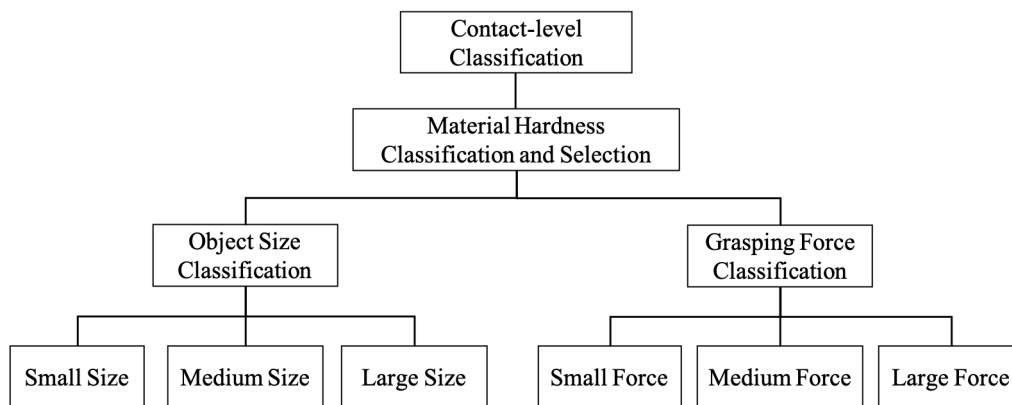 Contact-level
Classification
Material Hardness
Classification and Selection
Object Size
Classification
Grasping Force
Classification
Small Size
Medium Size
Large Size
Small Force
Medium Force
Large Force